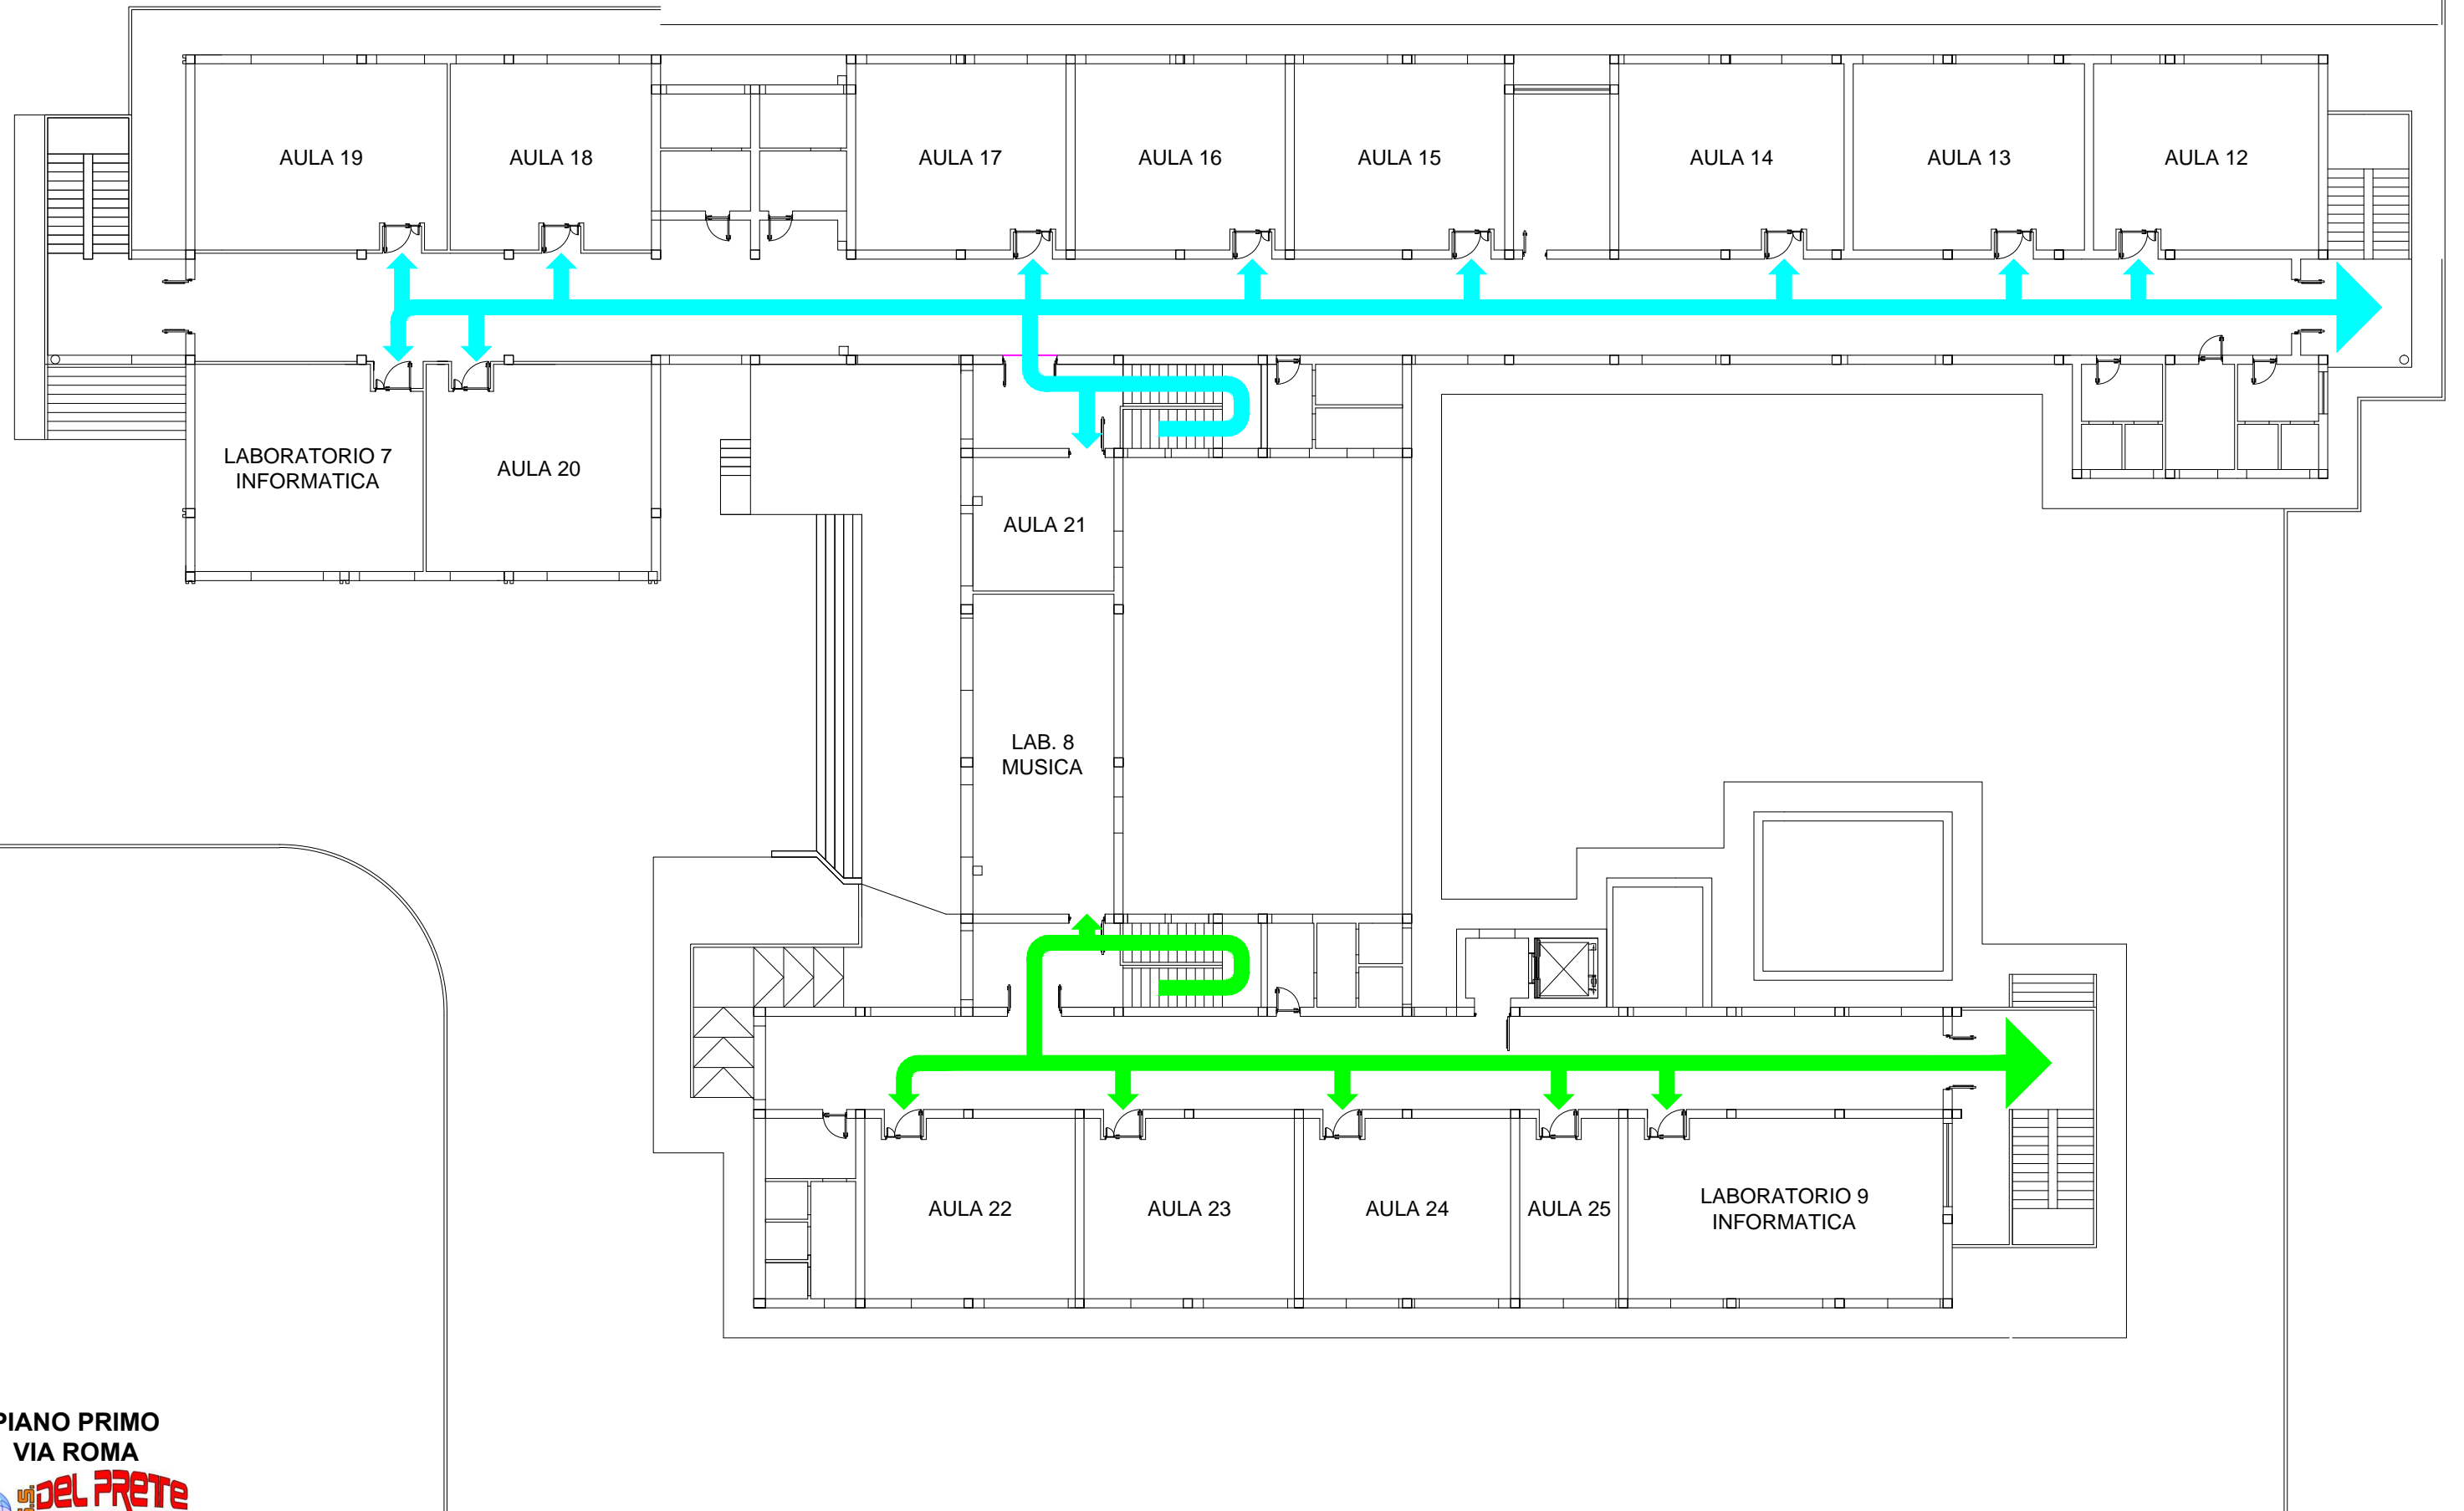 AULA 19
AULA 18
AULA 17
AULA 16
AULA 15
AULA 14
AULA 13
AULA 12
LABORATORIO 7
INFORMATICA
AULA 20
AULA 21
LAB. 8
MUSICA
AULA 22
AULA 23
AULA 24
AULA 25
LABORATORIO 9
INFORMATICA
PIANO PRIMO
VIA ROMA
DEL PRETE